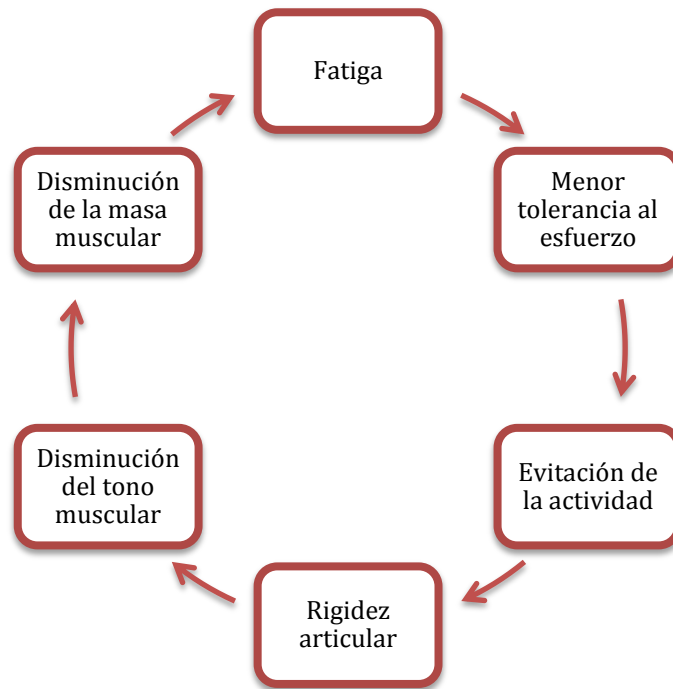 Fatiga
Menor
tolerancia al
esfuerzo
Evitación de
la actividad
Rigidez
articular
Disminución
del tono
muscular
Disminución
de la masa
muscular